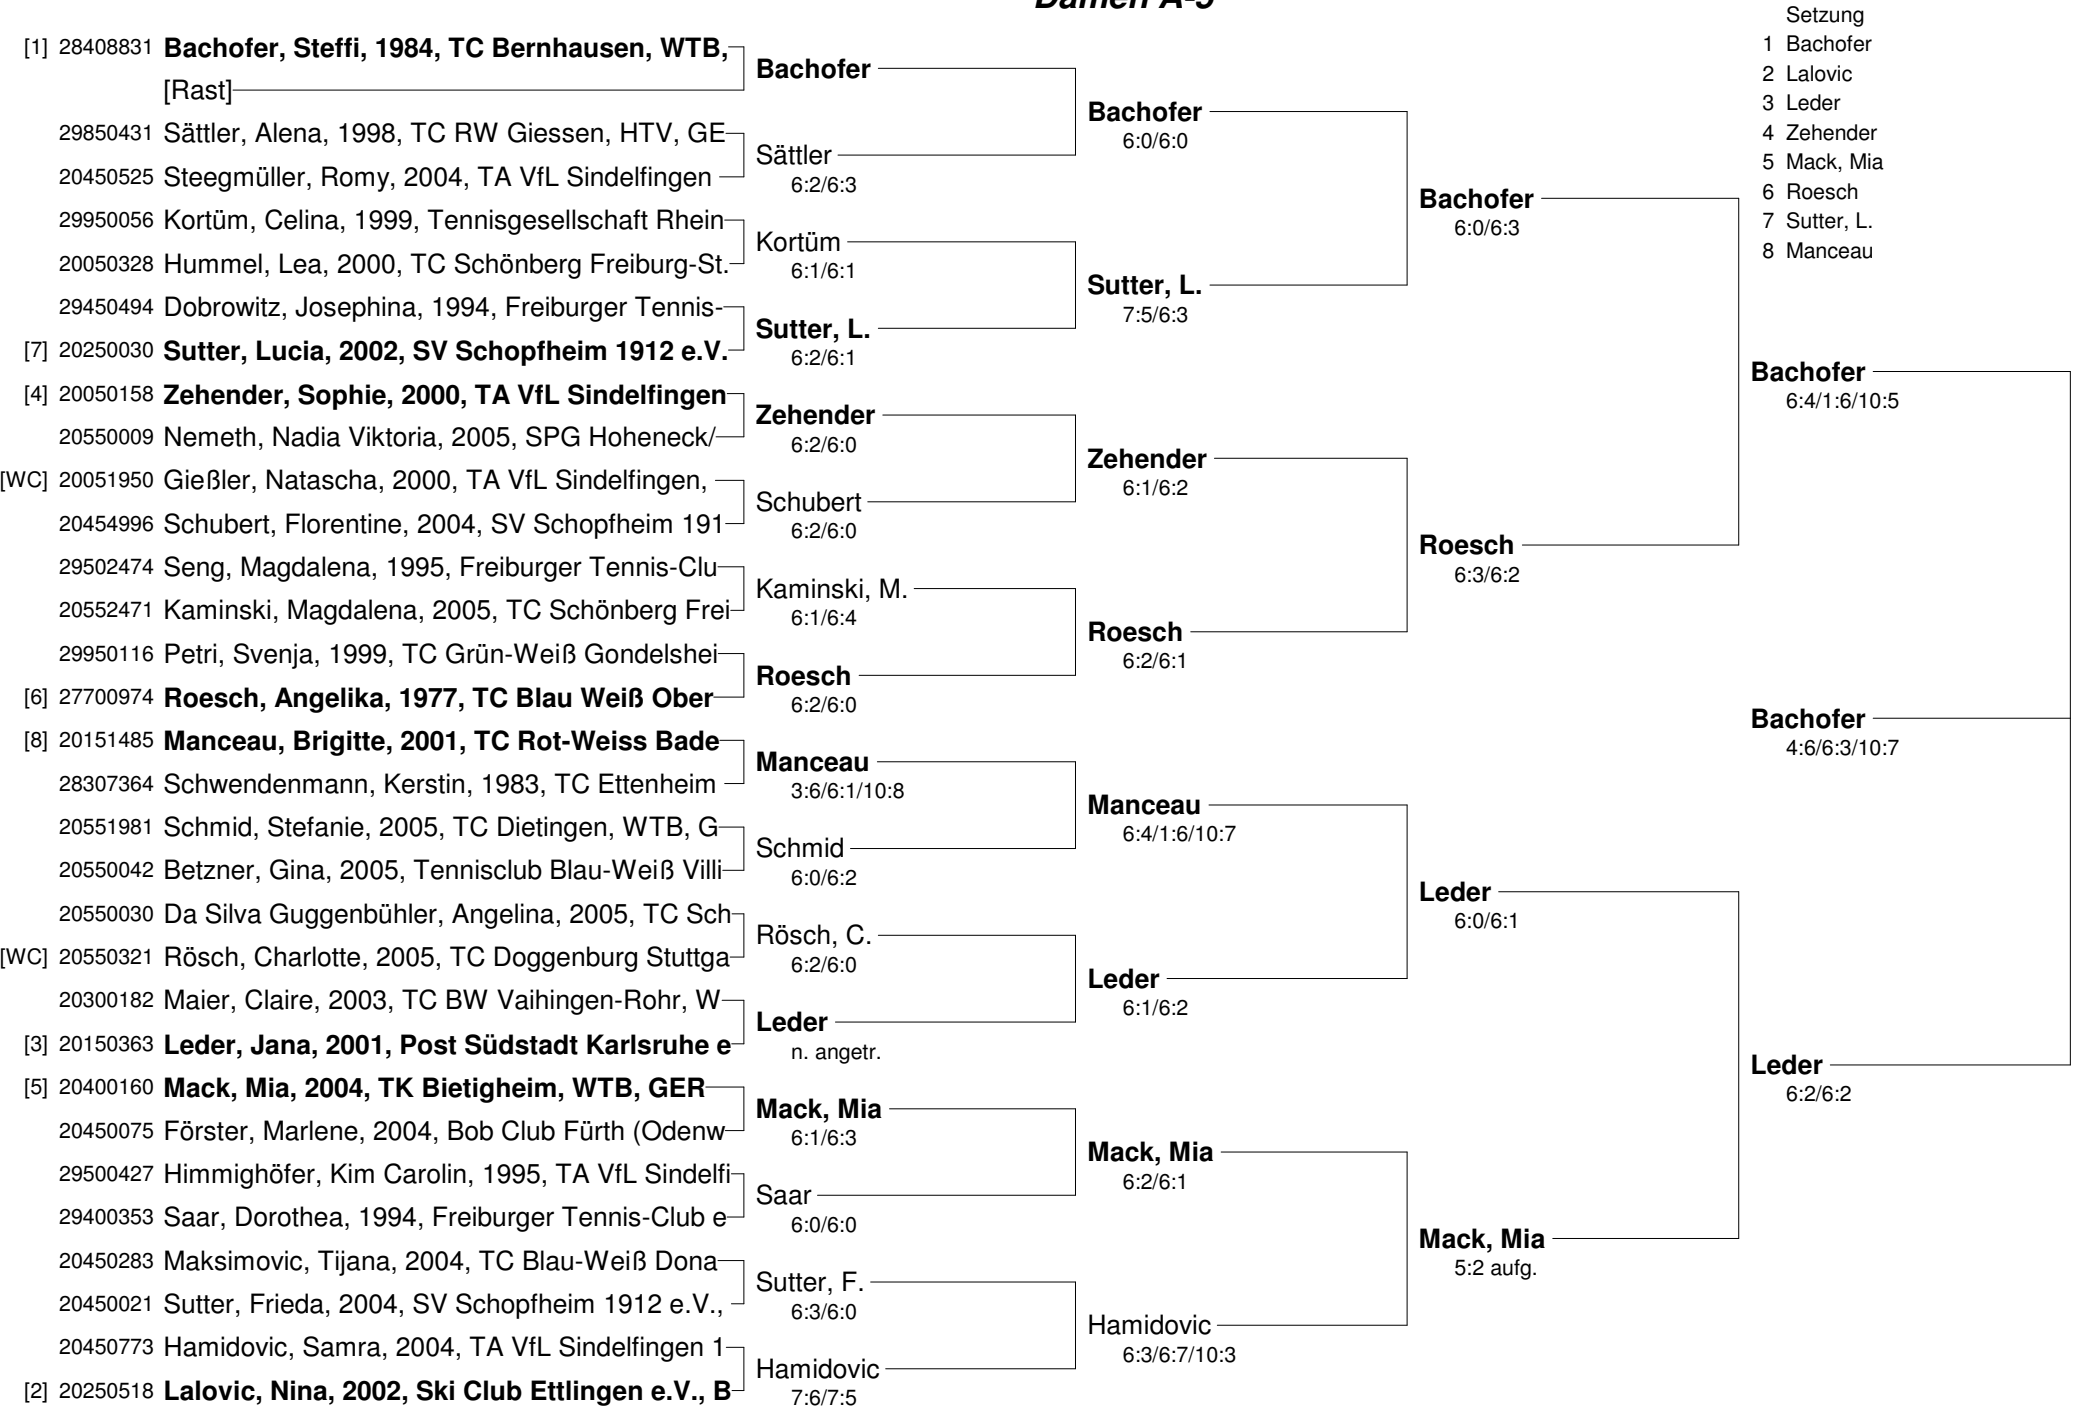 Damen A-9
Setzung
1 Bachofer
2 Lalovic
3 Leder
4 Zehender
5 Mack, Mia
6 Roesch
7 Sutter, L.
8 Manceau
[1] 28408831 Bachofer, Steffi, 1984, TC Bernhausen, WTB,
[Rast]
29850431 Sättler, Alena, 1998, TC RW Giessen, HTV, GE
20450525 Steegmüller, Romy, 2004, TA VfL Sindelfingen
29950056 Kortüm, Celina, 1999, Tennisgesellschaft Rhein
20050328 Hummel, Lea, 2000, TC Schönberg Freiburg-St.
29450494 Dobrowitz, Josephina, 1994, Freiburger Tennis-
[7] 20250030 Sutter, Lucia, 2002, SV Schopfheim 1912 e.V.
[4] 20050158 Zehender, Sophie, 2000, TA VfL Sindelfingen
20550009 Nemeth, Nadia Viktoria, 2005, SPG Hoheneck/
[WC] 20051950 Gießler, Natascha, 2000, TA VfL Sindelfingen,
20454996 Schubert, Florentine, 2004, SV Schopfheim 191
29502474 Seng, Magdalena, 1995, Freiburger Tennis-Clu
20552471 Kaminski, Magdalena, 2005, TC Schönberg Frei
29950116 Petri, Svenja, 1999, TC Grün-Weiß Gondelshei
[6] 27700974 Roesch, Angelika, 1977, TC Blau Weiß Ober
[8] 20151485 Manceau, Brigitte, 2001, TC Rot-Weiss Bade
28307364 Schwendenmann, Kerstin, 1983, TC Ettenheim
20551981 Schmid, Stefanie, 2005, TC Dietingen, WTB, G
20550042 Betzner, Gina, 2005, Tennisclub Blau-Weiß Villi
20550030 Da Silva Guggenbühler, Angelina, 2005, TC Sch
[WC] 20550321 Rösch, Charlotte, 2005, TC Doggenburg Stuttga
20300182 Maier, Claire, 2003, TC BW Vaihingen-Rohr, W
[3] 20150363 Leder, Jana, 2001, Post Südstadt Karlsruhe e
[5] 20400160 Mack, Mia, 2004, TK Bietigheim, WTB, GER
20450075 Förster, Marlene, 2004, Bob Club Fürth (Odenw
29500427 Himmighöfer, Kim Carolin, 1995, TA VfL Sindelfi
29400353 Saar, Dorothea, 1994, Freiburger Tennis-Club e
20450283 Maksimovic, Tijana, 2004, TC Blau-Weiß Dona
20450021 Sutter, Frieda, 2004, SV Schopfheim 1912 e.V.,
20450773 Hamidovic, Samra, 2004, TA VfL Sindelfingen 1
[2] 20250518 Lalovic, Nina, 2002, Ski Club Ettlingen e.V., B
Bachofer
Sättler
6:2/6:3
Kortüm
6:1/6:1
Sutter, L.
6:2/6:1
Zehender
6:2/6:0
Schubert
6:2/6:0
Kaminski, M.
6:1/6:4
Roesch
6:2/6:0
Manceau
3:6/6:1/10:8
Schmid
6:0/6:2
Rösch, C.
6:2/6:0
Leder
n. angetr.
Mack, Mia
6:1/6:3
Saar
6:0/6:0
Sutter, F.
6:3/6:0
Hamidovic
7:6/7:5
Bachofer
6:0/6:0
Sutter, L.
7:5/6:3
Zehender
6:1/6:2
Roesch
6:2/6:1
Manceau
6:4/1:6/10:7
Leder
6:1/6:2
Mack, Mia
6:2/6:1
Hamidovic
6:3/6:7/10:3
Bachofer
6:0/6:3
Roesch
6:3/6:2
Leder
6:0/6:1
Mack, Mia
5:2 aufg.
Bachofer
6:4/1:6/10:5
Leder
6:2/6:2
Bachofer
4:6/6:3/10:7